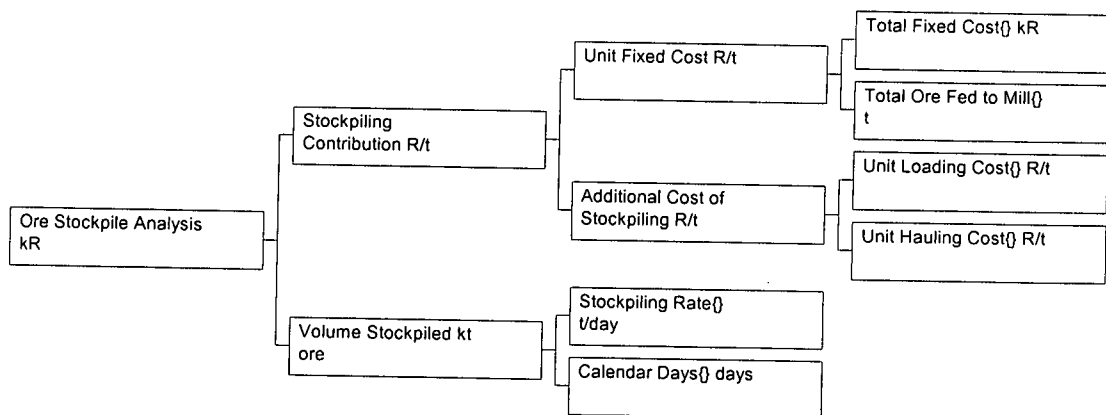 Ore Stockpile Analysis
kR
Stockpiling
Contribution R/t
Unit Fixed Cost R/t
Total Fixed Cost{} kR
Total Ore Fed to Mill{}
t
Additional Cost of
Stockpiling R/t
Unit Loading Cost{} R/t
Unit Hauling Cost{} R/t
Volume Stockpiled kt
ore
Stockpiling Rate{}
t/day
Calendar Days{} days